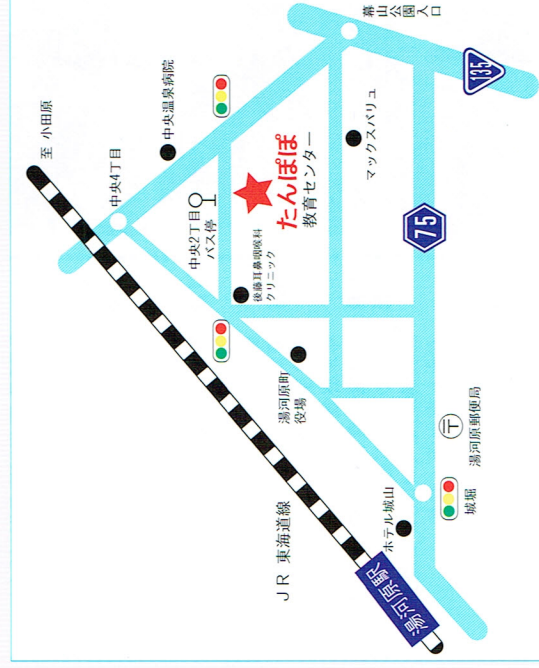 至 小田原
中央4丁目
中央温泉病院
幕山公園入口
135
中央2丁目
バス停
たんぽぽ
教育センター
後藤耳鼻咽喉科
クリニック
マックスバリュ
75
湯河原町
役場
JR 東海道線
湯河原駅
ホテル城山
城堀
〒
湯河原郵便局